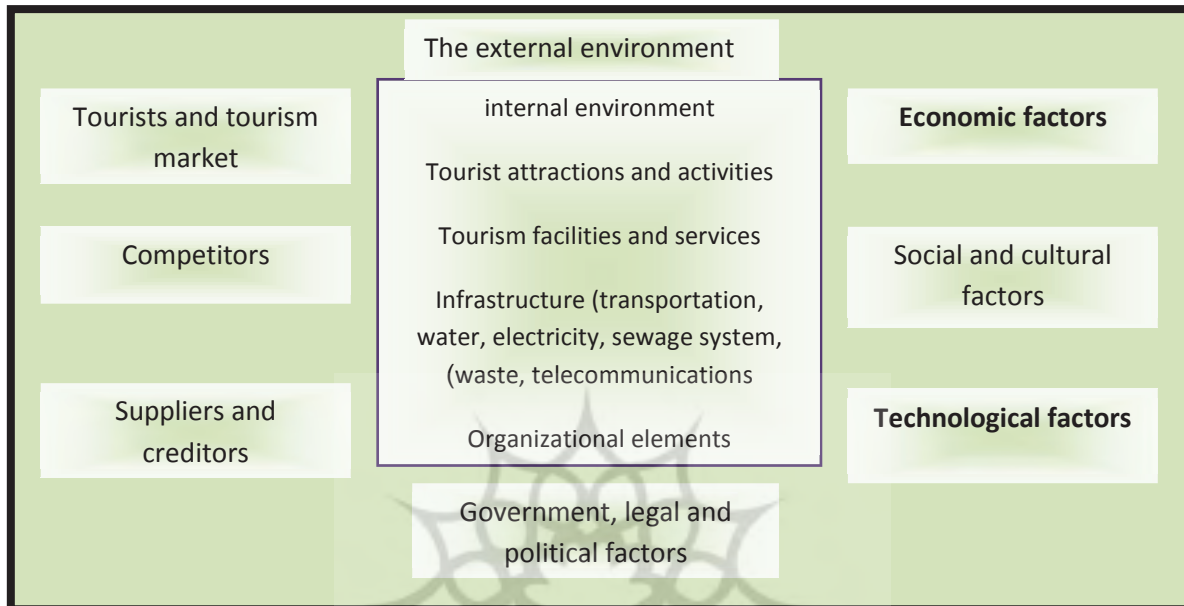 The external environment
Tourists and tourism
market
Competitors
Suppliers and
creditors
internal environment
Tourist attractions and activities
Tourism facilities and services
Infrastructure (transportation,
water, electricity, sewage system,
(waste, telecommunications
Organizational elements
Economic factors
Social and cultural
factors
Technological factors
Government, legal and
political factors